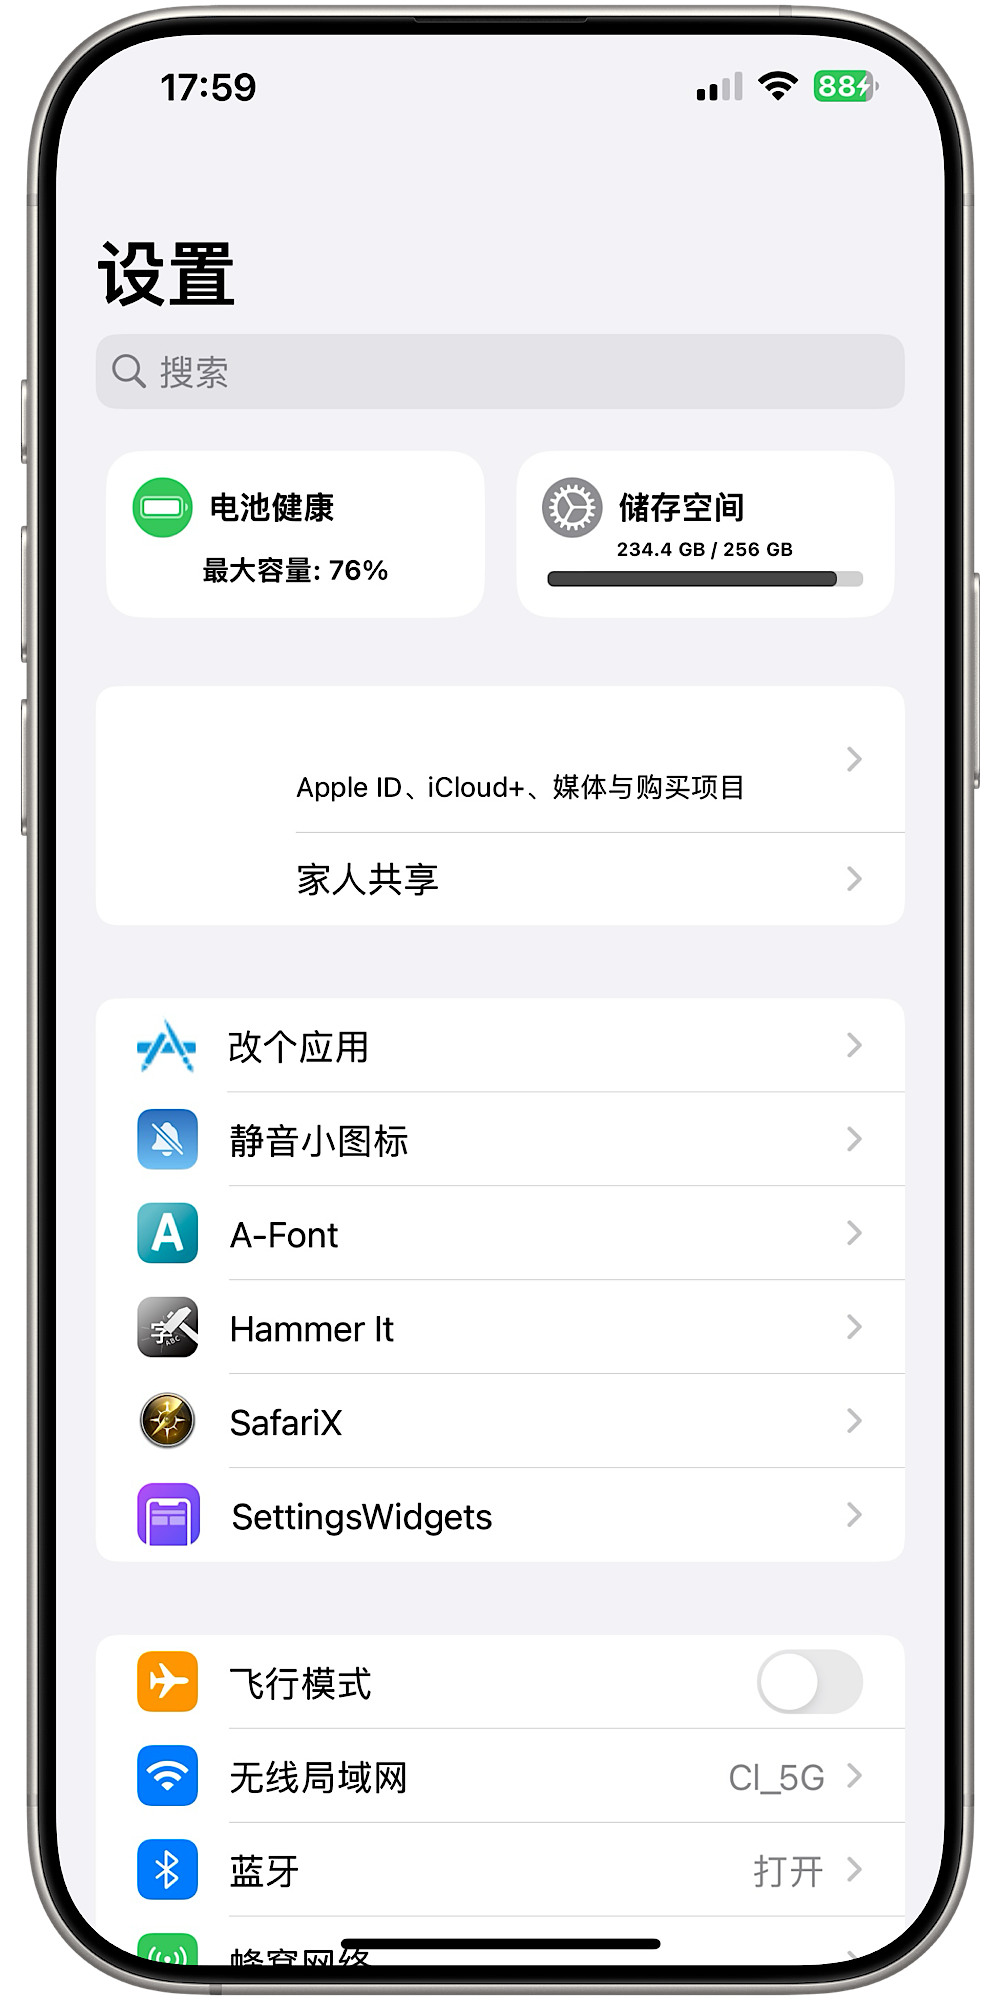 17:59
88
设置
搜索
电池健康
最大容量: 76%
储存空间
234.4 GB / 256 GB
Apple ID、iCloud+、媒体与购买项目
家人共享
改个应用
静音小图标
A
A-Font
字
ABC
Hammer It
SafariX
SettingsWidgets
飞行模式
无线局域网
CI_5G
蓝牙
打开
蜂窝网络